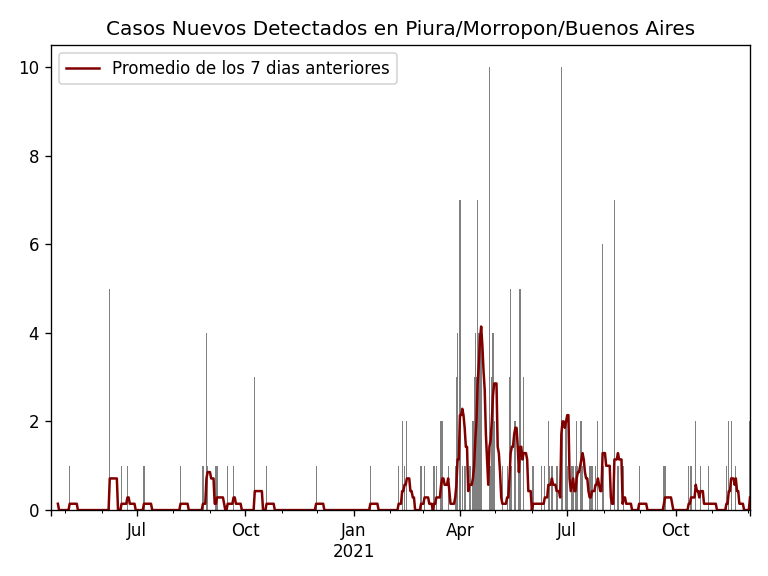 Casos Nuevos Detectados en Piura/Morropon/Buenos Aires
Promedio de los 7 dias anteriores
10
8
6
4
2
0
Jul Oct Jan Apr Jul Oct
2021